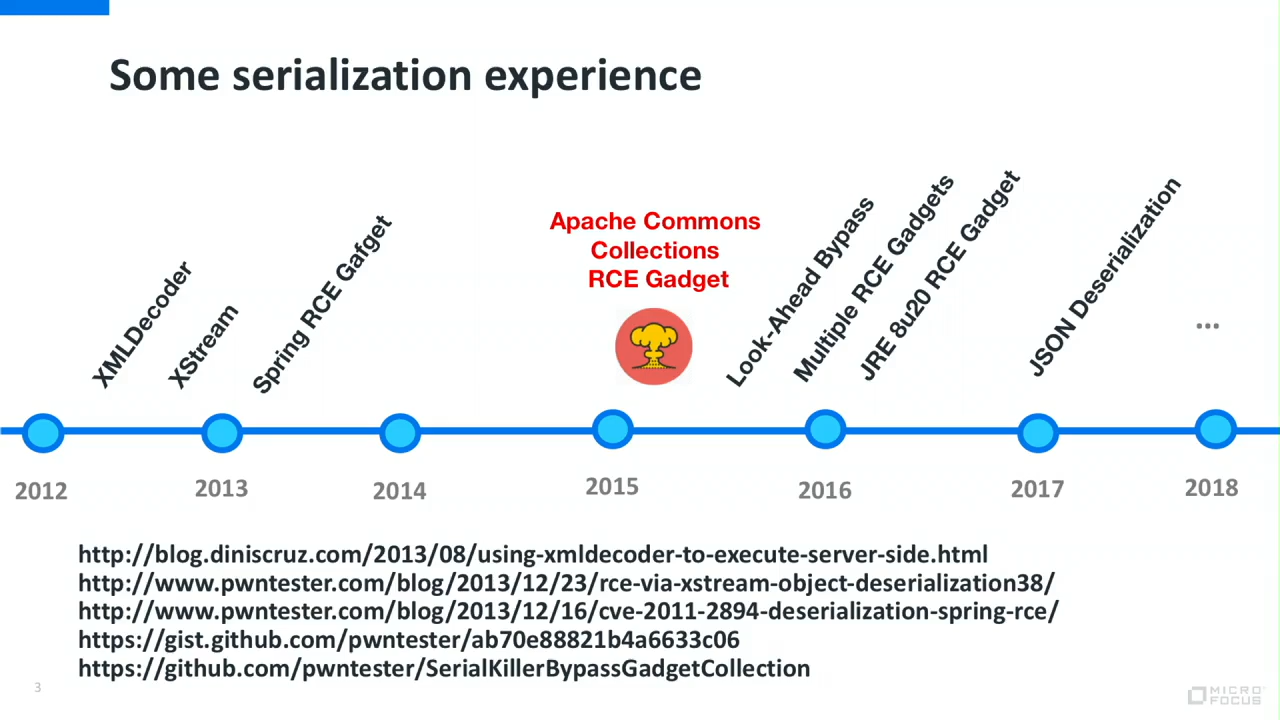 Some serialization experience
XMLDecoder
XStream
Spring RCE Gafget
Apache Commons
Collections
RCE Gadget
Look-Ahead Bypass
Multiple RCE Gadgets
JRE 8u20 RCE Gadget
JSON Deserialization
...
2012
2013
2014
2015
2016
2017
2018
http://blog.diniscruz.com/2013/08/using-xmldecoder-to-execute-server-side.html
http://www.pwntester.com/blog/2013/12/23/rce-via-xstream-object-deserialization38/
http://www.pwntester.com/blog/2013/12/16/cve-2011-2894-deserialization-spring-rce/
https://gist.github.com/pwntester/ab70e88821b4a6633c06
https://github.com/pwntester/SerialKillerBypassGadgetCollection
3
MICRO
FOCUS